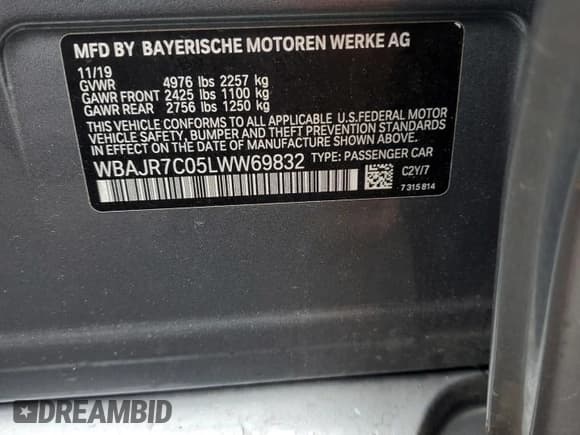 MFD BY BAYERISCHE MOTOREN WERKE AG
11/19
GVWR 4976 lbs 2257 kg
GAWR FRONT 2425 lbs 1100 kg
GAWR REAR 2756 lbs 1250 kg
THIS VEHICLE CONFORMS TO ALL APPLICABLE U.S.FEDERAL MOTOR
VEHICLE SAFETY, BUMPER AND THEFT PREVENTION STANDARDS
IN EFFECT ON THE DATE OF MANUFACTURE SHOWN ABOVE.
WBAJR7C05LWW69832 TYPE: PASSENGER CAR
C2Y/7
7 315 814
DREAMBID